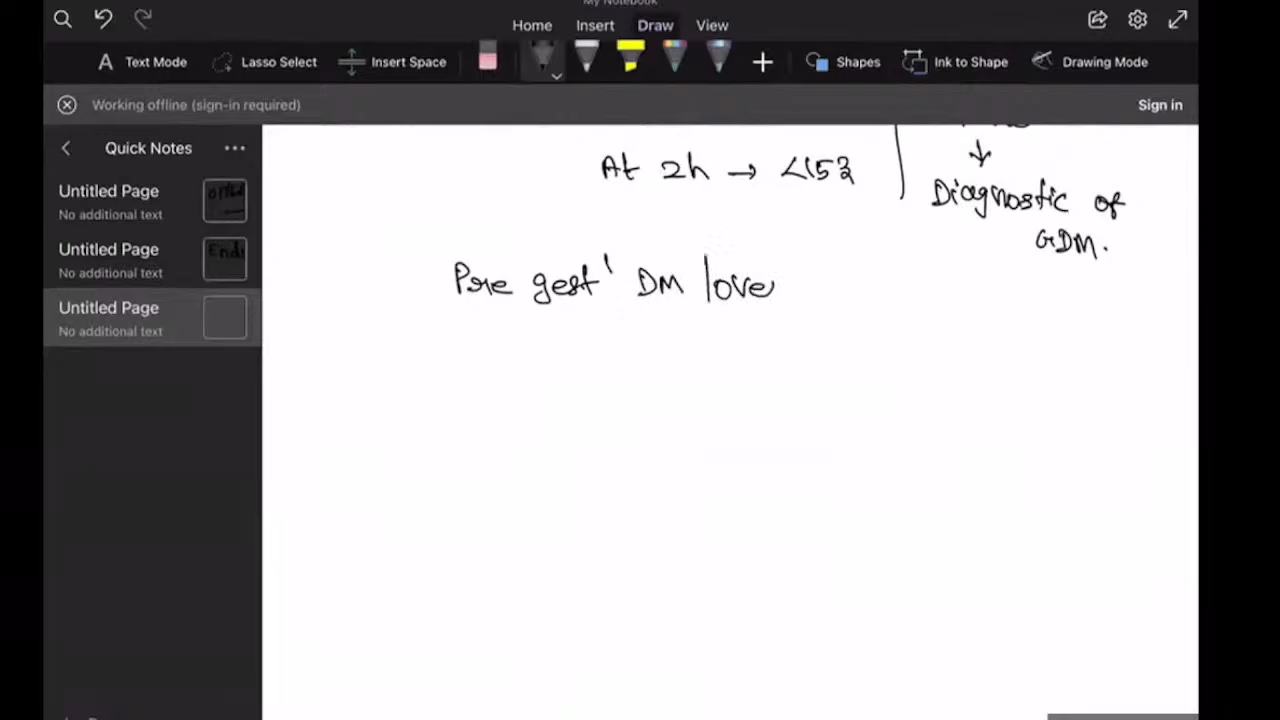 My Notebook
Home Insert Draw View
Text Mode Lasso Select Insert Space Shapes Ink to Shape Drawing Mode
Working offline (sign-in required) Sign in
Quick Notes
Untitled Page
No additional text
Untitled Page
No additional text
Untitled Page
No additional text
At 2h → <153
↓
Diagnostic of
GDM.
Pre gest' DM love